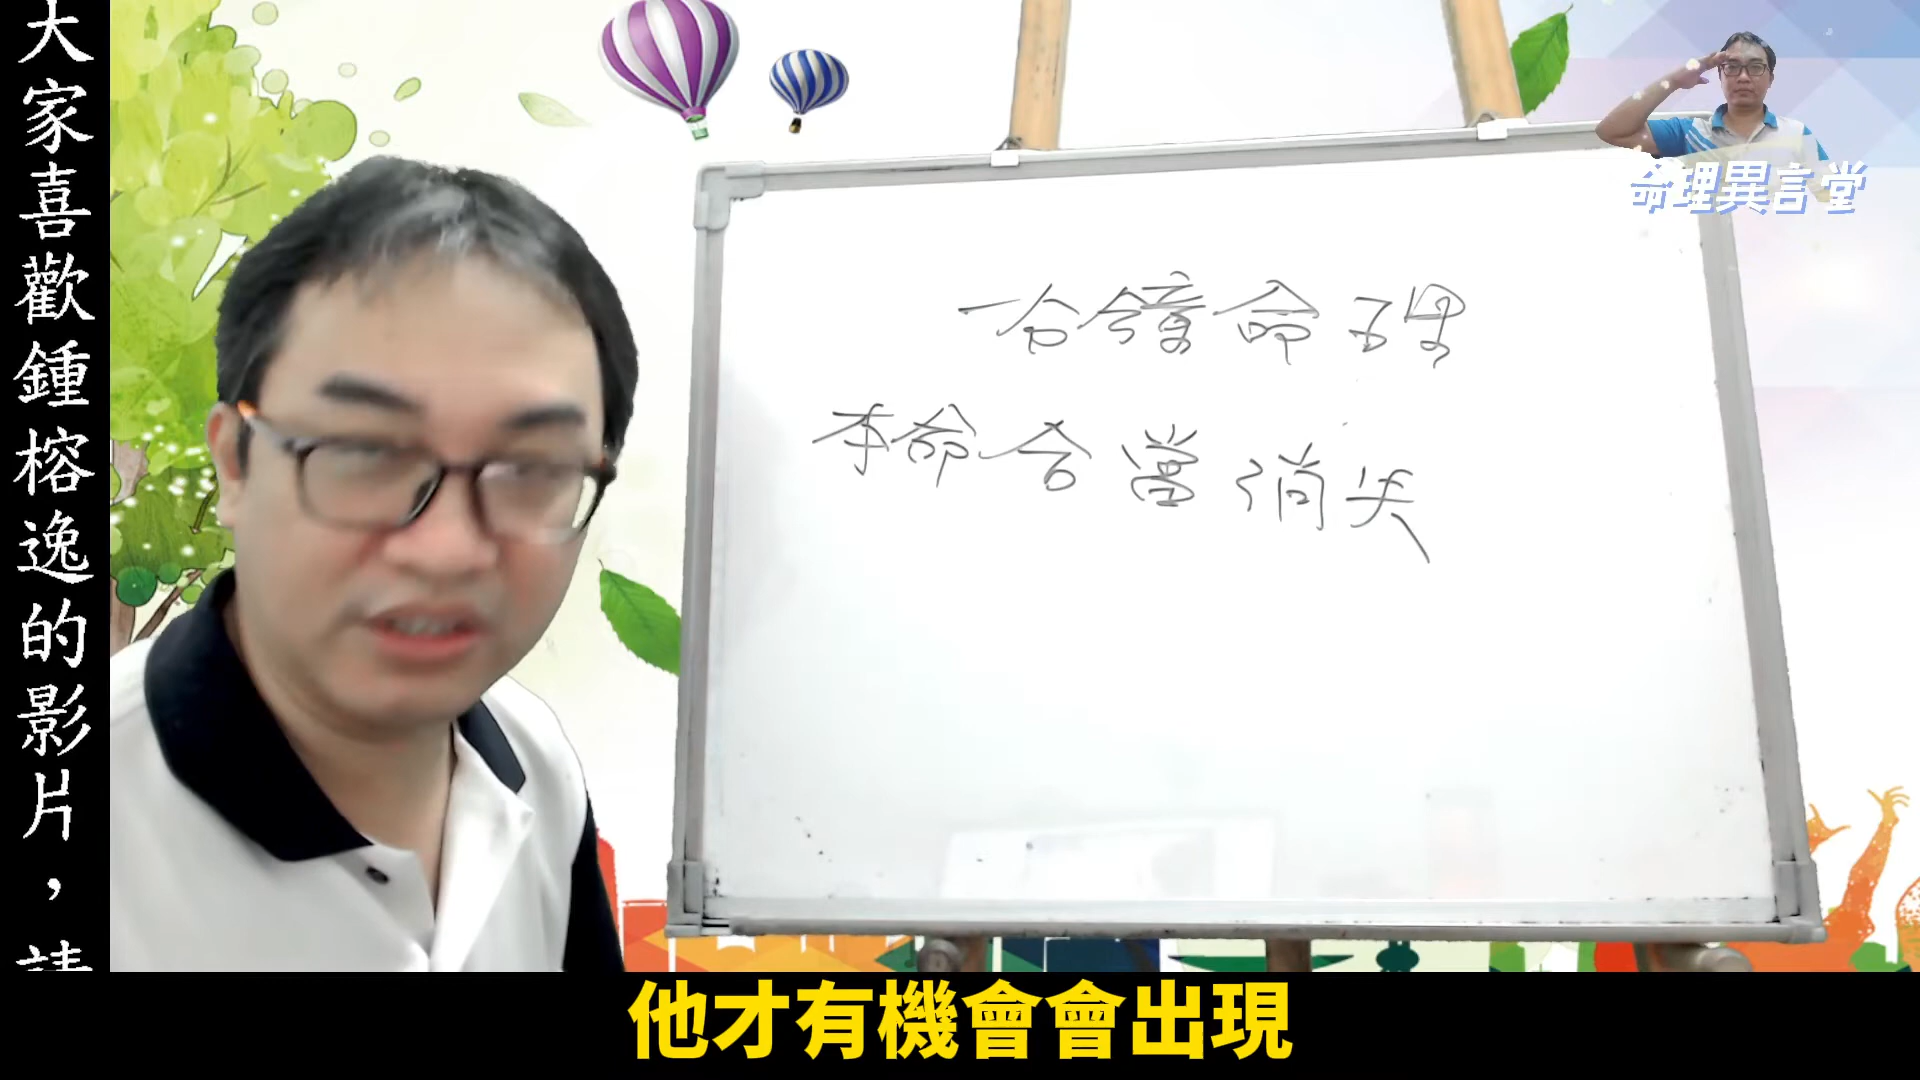 大家喜歡鍾榕逸的影片，請
命理異言堂
一分鐘命理
本命合當消失
他才有機會會出現